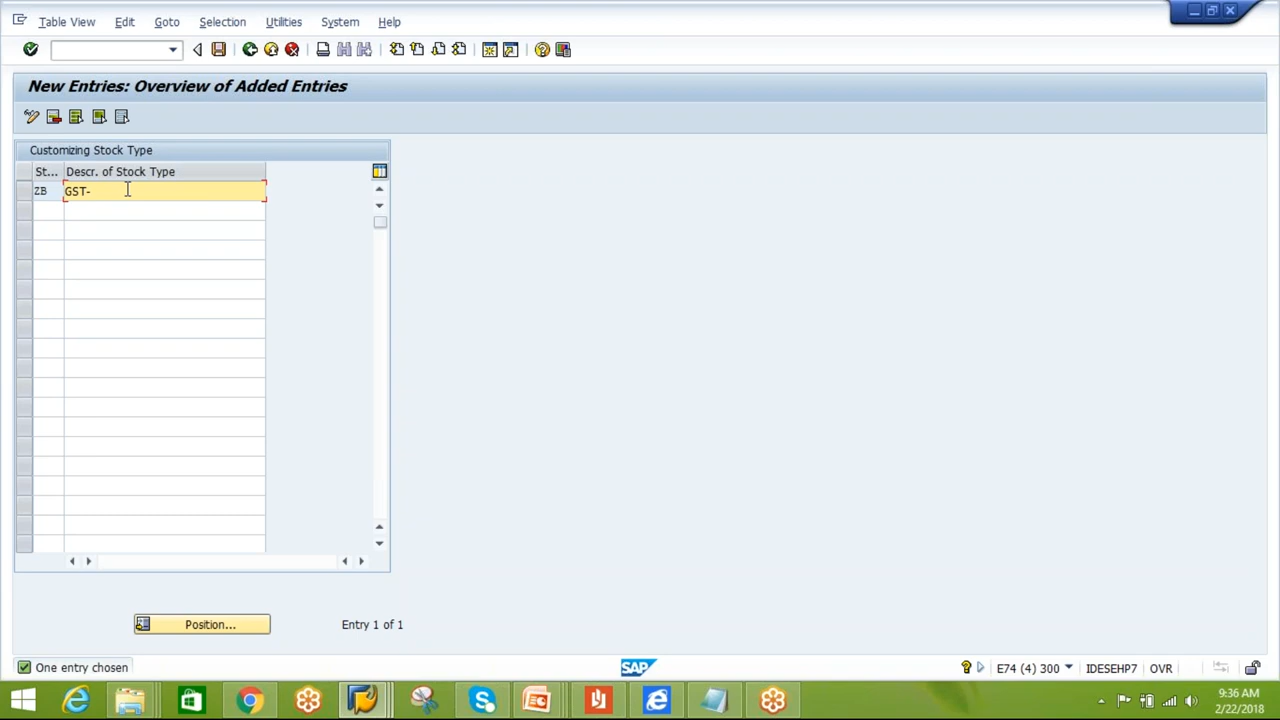 Table View Edit Goto Selection Utilities System Help
New Entries: Overview of Added Entries
Customizing Stock Type
St... Descr. of Stock Type
ZB GST-
Position... Entry 1 of 1
One entry chosen SAP E74 (4) 300 IDESEHP7 OVR
9:36 AM
2/22/2018